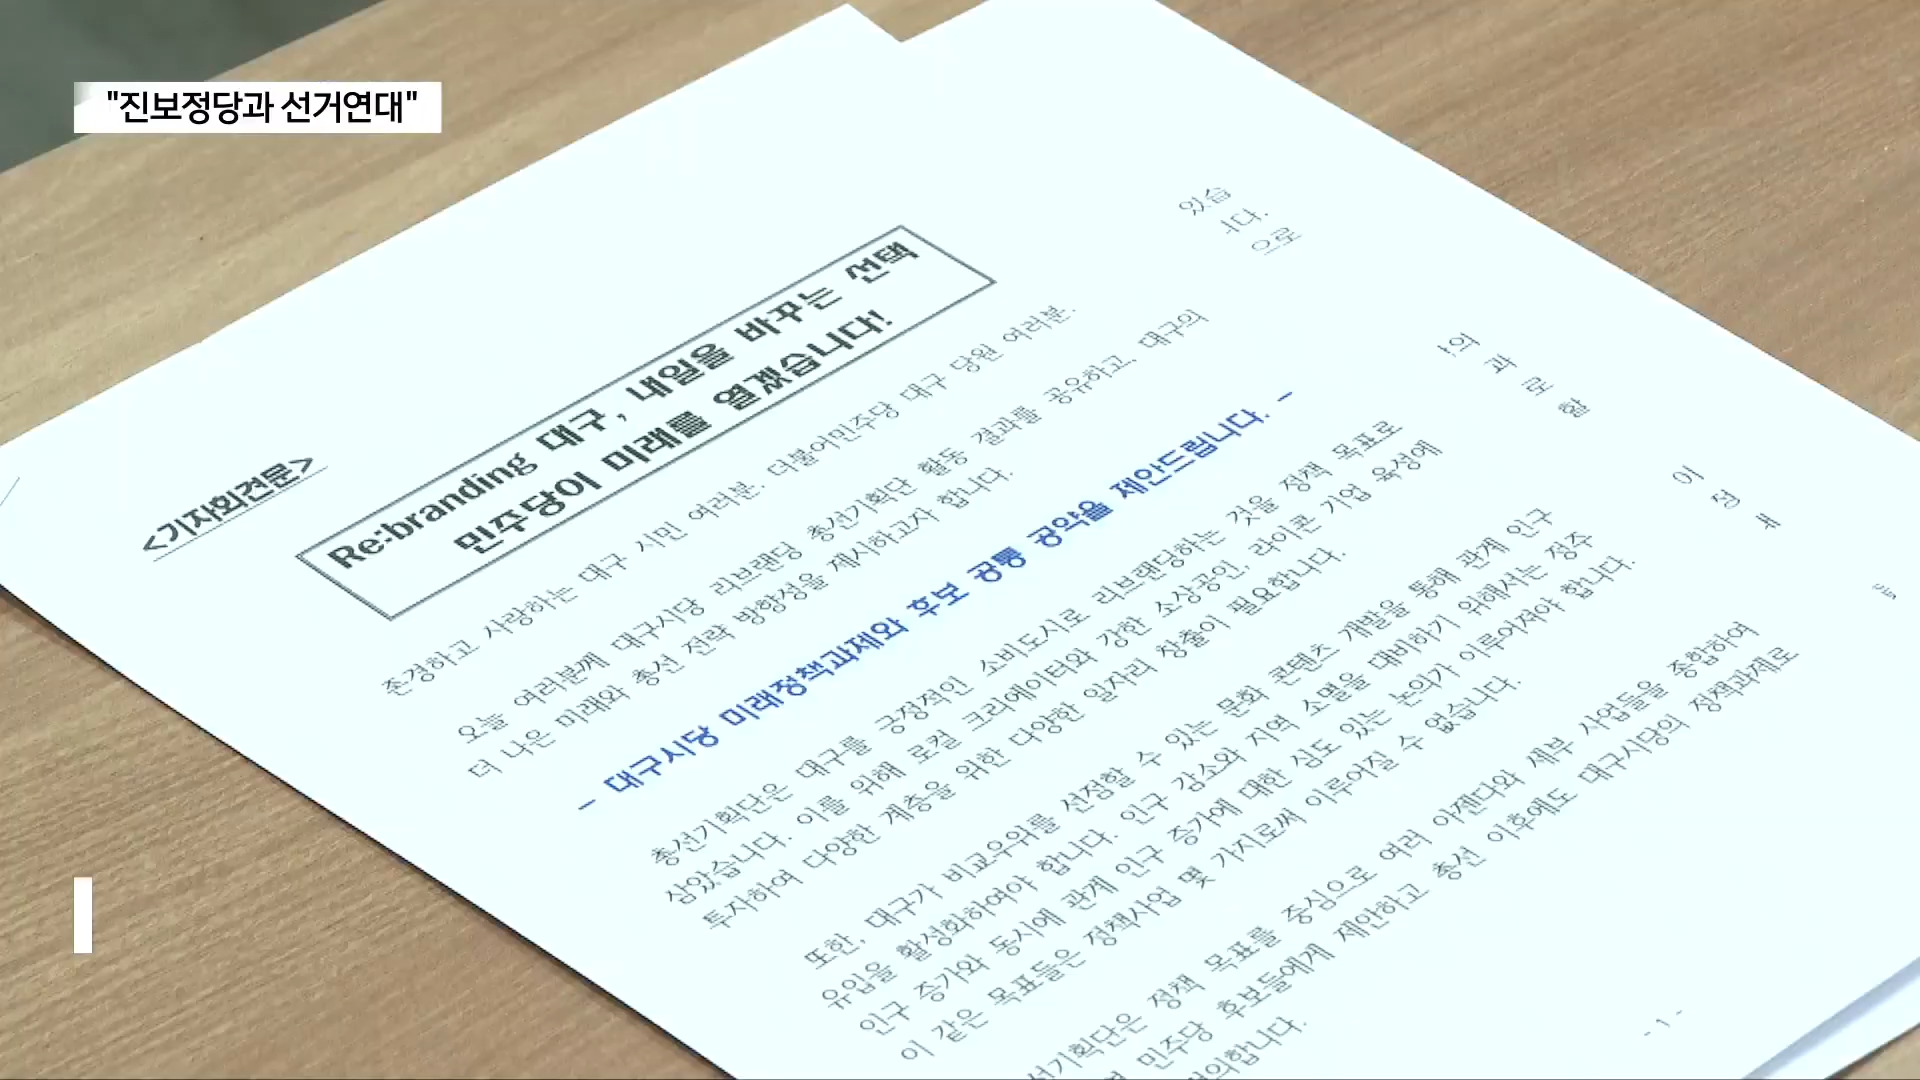 "진보정당과 선거연대"
<기자회견문>
Re:branding 대구, 내일을 바꾸는 선택
민주당이 미래를 열겠습니다!
존경하고 사랑하는 대구 시민 여러분. 더불어민주당 대구 당원 여러분.
오늘 여러분께 대구시당 리브랜딩 총선기획단 활동 결과를 공유하고, 대구의
더 나은 미래와 총선 전략 방향성을 제시하고자 합니다.
- 대구시당 미래정책과제와 후보 공통 공약을 제안드립니다. -
총선기획단은 대구를 긍정적인 소비도시로 리브랜딩하는 것을 정책 목표로
삼았습니다. 이를 위해 로컬 크리에이터와 강한 소상공인, 라이콘 기업 육성에
투자하여 다양한 계층을 위한 다양한 일자리 창출이 필요합니다.
또한, 대구가 비교우위를 선점할 수 있는 문화 콘텐츠 개발을 통해 관계 인구
유입을 활성화하여야 합니다. 인구 감소와 지역 소멸을 대비하기 위해서는 정주
인구 증가와 동시에 관계 인구 증가에 대한 심도 있는 논의가 이루어져야 합니다.
이 같은 목표들은 정책사업 몇 가지로써 이루어질 수 없습니다.
선기획단은 정책 목표를 중심으로 여러 아젠다와 세부 사업들을 종합하여
민주당 후보들에게 제안하고 총선 이후에도 대구시당의 정책과제로
의합니다.
- 1 -
있습
니다.
으로
의
과
로
할
이
성
새